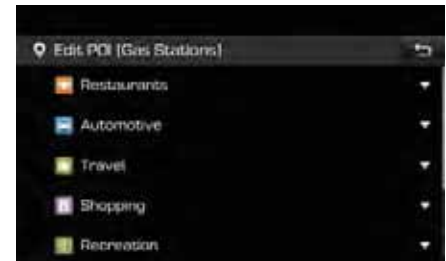 Edit POI [Gas Stations]
Restaurants
Automotive
Travel
Shopping
Recreation